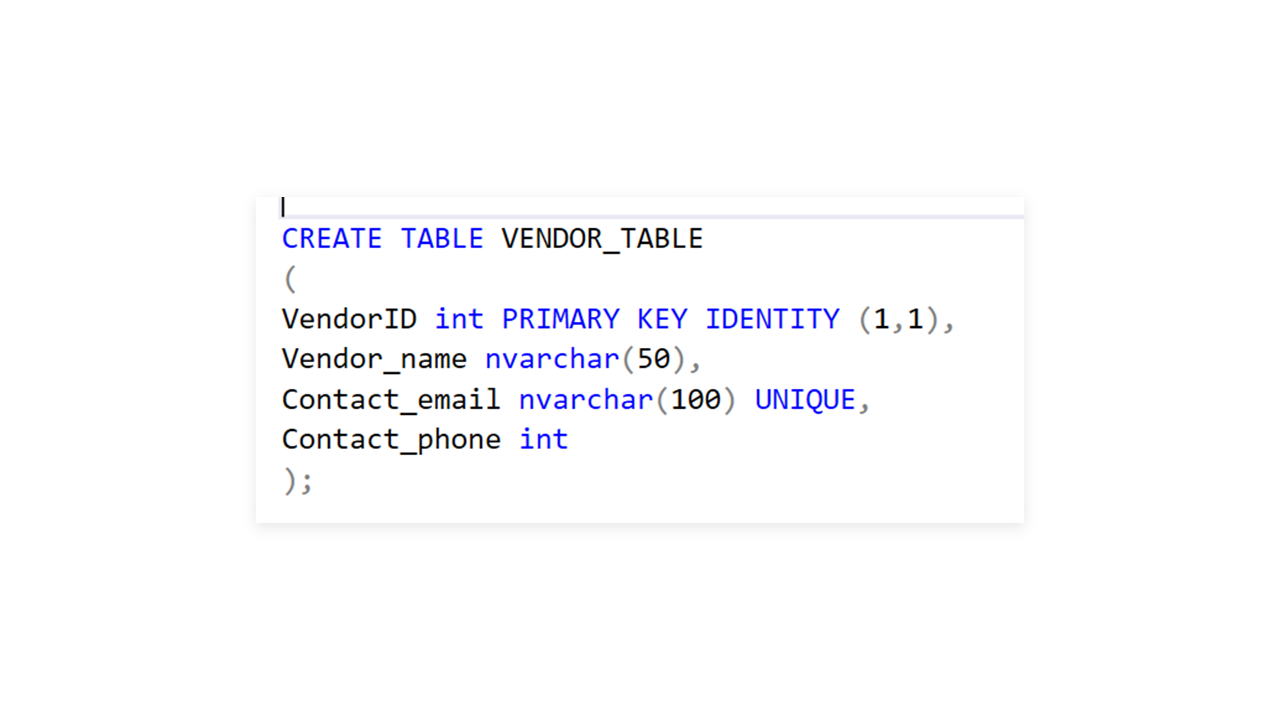 CREATE TABLE VENDOR_TABLE
(
VendorID int PRIMARY KEY IDENTITY (1,1),
Vendor_name nvarchar(50),
Contact_email nvarchar(100) UNIQUE,
Contact_phone int
);